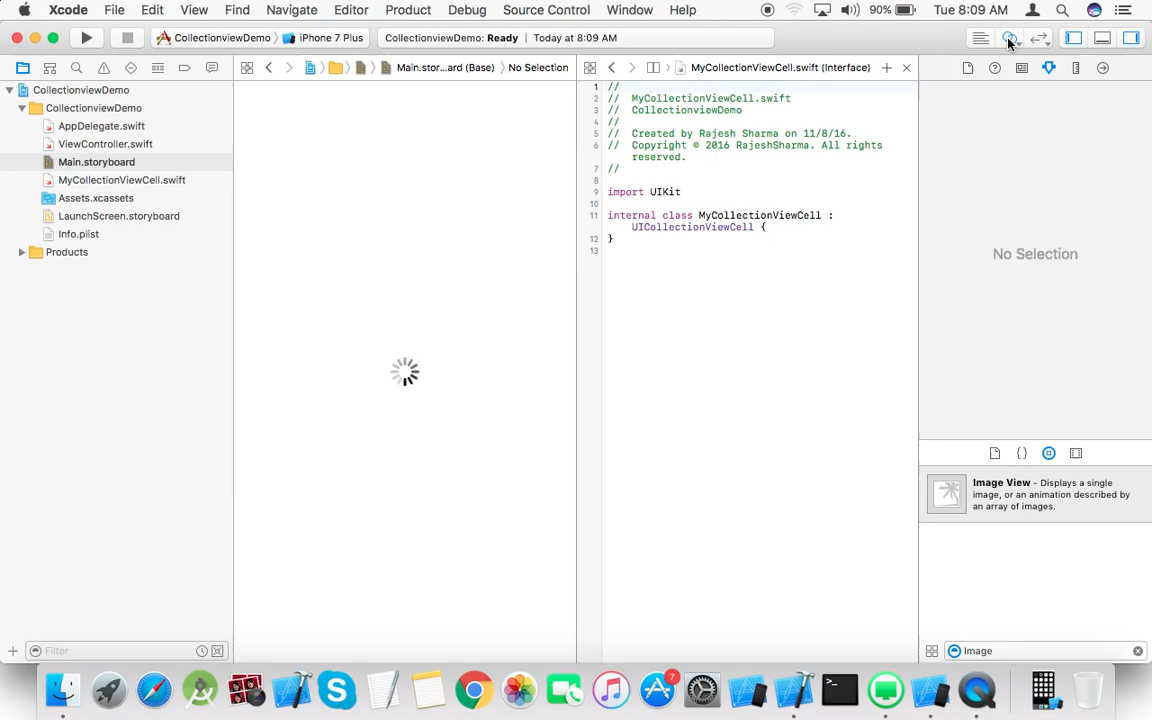 Xcode File Edit View Find Navigate Editor Product Debug Source Control Window Help 90% Tue 8:09 AM
CollectionviewDemo iPhone 7 Plus CollectionviewDemo: Ready Today at 8:09 AM
Main.stor...ard (Base) No Selection MyCollectionViewCell.swift (Interface)
CollectionviewDemo
CollectionviewDemo
AppDelegate.swift
ViewController.swift
Main.storyboard
MyCollectionViewCell.swift
Assets.xcassets
LaunchScreen.storyboard
Info.plist
Products
Filter
1 //
2 // MyCollectionViewCell.swift
3 // CollectionviewDemo
4 //
5 // Created by Rajesh Sharma on 11/8/16.
6 // Copyright © 2016 RajeshSharma. All rights
reserved.
7 //
8
9 import UIKit
10
11 internal class MyCollectionViewCell :
UICollectionViewCell {
12 }
13
No Selection
Image View - Displays a single
image, or an animation described by
an array of images.
Image
7